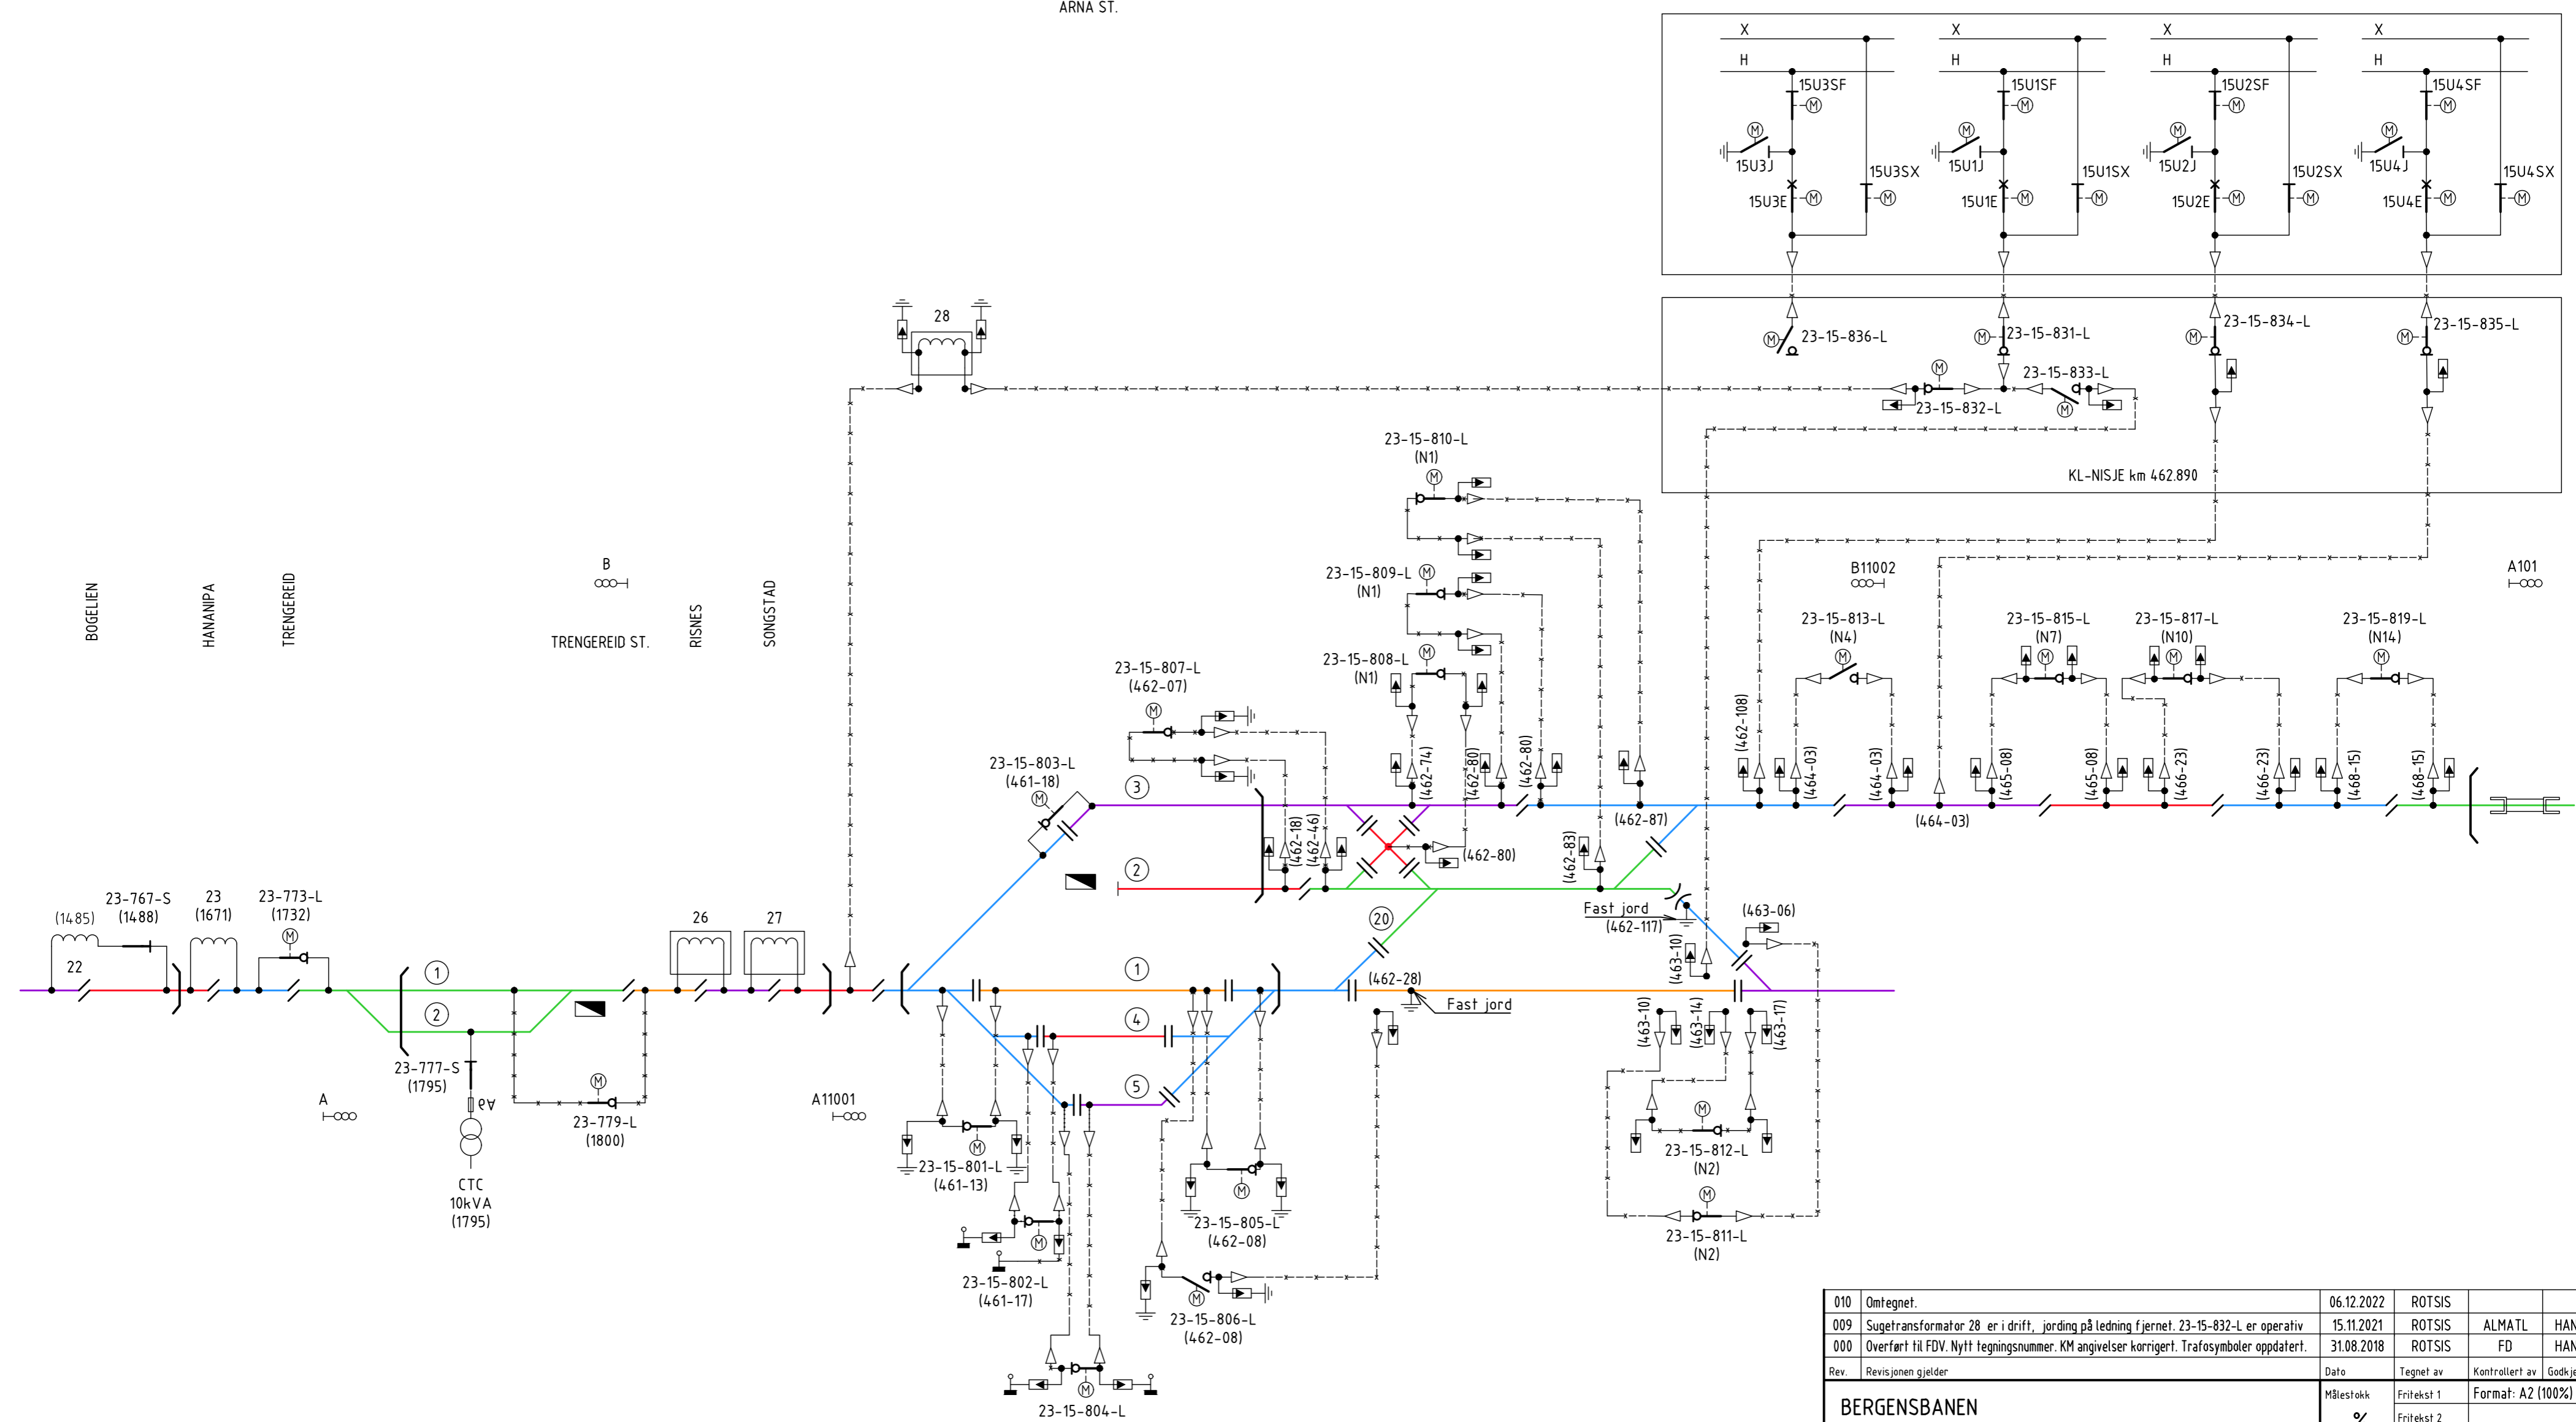 ARNA ST.
X
X
X
X
H
H
H
H
15U3SF
15U1SF
15U2SF
15U4SF
M
M
M
M
M
M
M
M
15U3J
15U1J
15U2J
15U4J
15U3SX
15U1SX
15U2SX
15U4SX
15U3E
M
M
15U1E
M
M
15U2E
M
M
15U4E
M
M
28
M
23-15-836-L
M
23-15-831-L
M
23-15-834-L
M
23-15-835-L
M
23-15-833-L
23-15-832-L
M
KL-NISJE km 462.890
23-15-810-L
(N1)
M
23-15-809-L
(N1)
M
23-15-808-L
(N1)
M
B
B11002
A101
BOGELIEN
HANANIPA
TRENGEREID
TRENGEREID ST.
RISNES
SONGSTAD
23-15-813-L
(N4)
M
23-15-815-L
(N7)
M
23-15-817-L
(N10)
M
23-15-819-L
(N14)
M
23-15-807-L
(462-07)
M
23-15-803-L
(461-18)
M
3
(462-74)
(462-80)
(462-80)
(462-108)
(464-03)
(464-03)
(465-08)
(465-08)
(466-23)
(466-23)
(468-15)
(468-15)
(462-87)
(464-03)
(462-18)
(462-46)
(462-80)
(462-83)
2
20
Fast jord
(462-117)
(463-06)
(463-10)
(1485)
23-767-S
(1488)
23
(1671)
23-773-L
(1732)
M
26
27
22
1
1
(462-28)
Fast jord
2
4
5
(463-10)
(463-14)
(463-17)
23-777-S
(1795)
6A
A
A11001
M
23-779-L
(1800)
CTC
10kVA
(1795)
M
23-15-801-L
(461-13)
M
23-15-802-L
(461-17)
M
23-15-804-L
M
23-15-805-L
(462-08)
M
23-15-806-L
(462-08)
M
23-15-812-L
(N2)
M
23-15-811-L
(N2)
010 Omtegnet. 06.12.2022 ROTSIS
009 Sugetransformator 28 er i drift, jording på ledning fjernet. 23-15-832-L er operativ 15.11.2021 ROTSIS ALMATL HAN
000 Overført til FDV. Nytt tegningsnummer. KM angivelser korrigert. Trafosymboler oppdatert. 31.08.2018 ROTSIS FD HAN
Rev. Revisjonen gjelder Dato Tegnet av Kontrollert av Godkje
BERGENSBANEN
Målestokk
%
Fritekst 1
Format: A2 (100%)
Fritekst 2